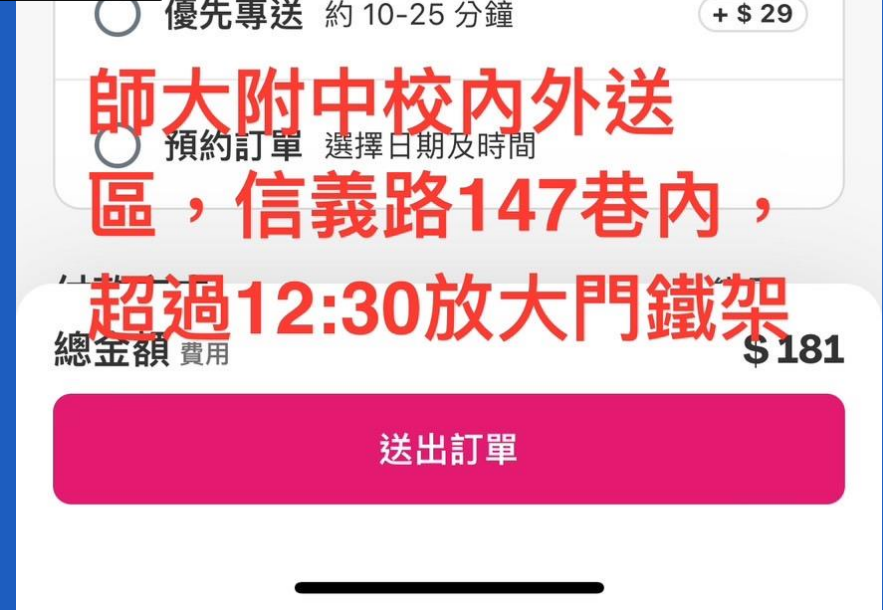 優先專送 約 10-25 分鐘 + $ 29
師大附中校內外送
預約訂單 選擇日期及時間
區，信義路147巷內，
超過12:30放大門鐵架
總金額 費用 $ 181
送出訂單